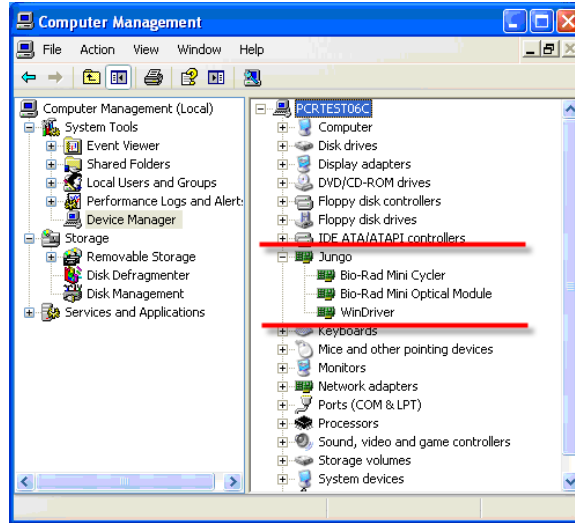 Computer Management
File Action View Window Help
Computer Management (Local)
System Tools
Event Viewer
Shared Folders
Local Users and Groups
Performance Logs and Alert:
Device Manager
Storage
Removable Storage
Disk Defragmenter
Disk Management
Services and Applications
PCRTEST06C
Computer
Disk drives
Display adapters
DVD/CD-ROM drives
Floppy disk controllers
Floppy disk drives
IDE ATA/ATAPI controllers
Jungo
Bio-Rad Mini Cycler
Bio-Rad Mini Optical Module
WinDriver
Keyboards
Mice and other pointing devices
Monitors
Network adapters
Ports (COM & LPT)
Processors
Sound, video and game controllers
Storage volumes
System devices